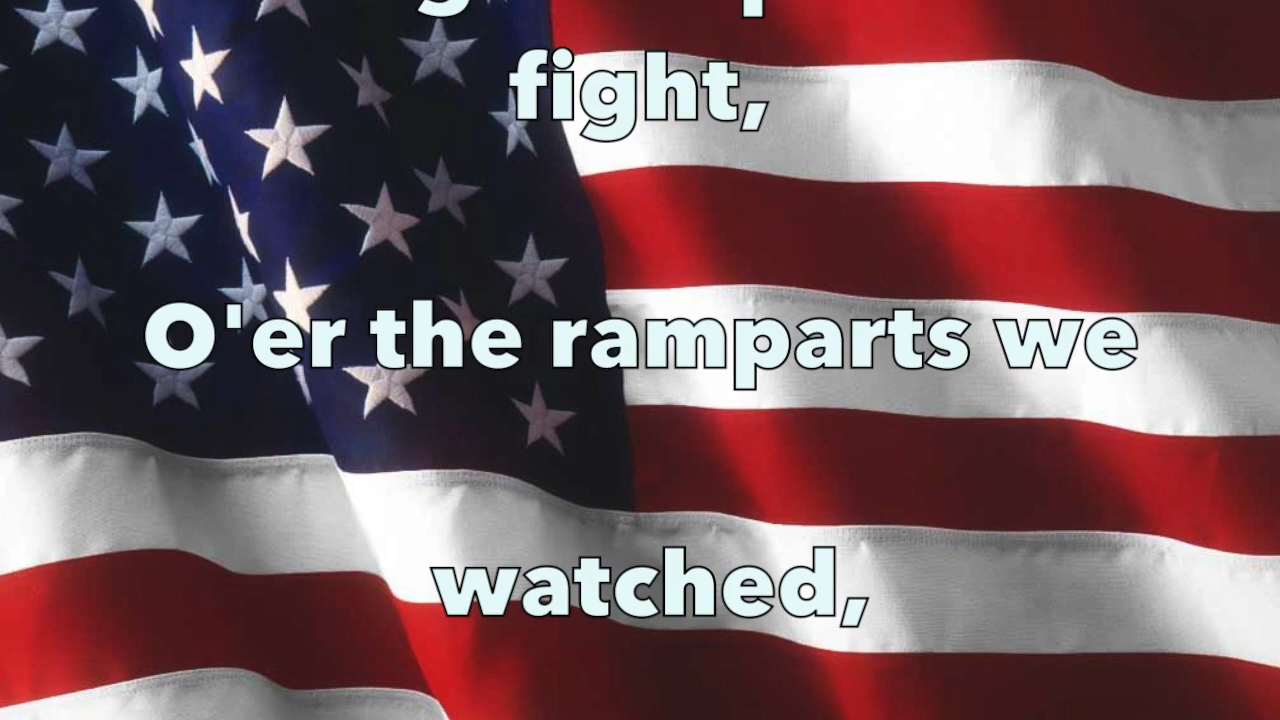 fight,
O'er the ramparts we
watched,